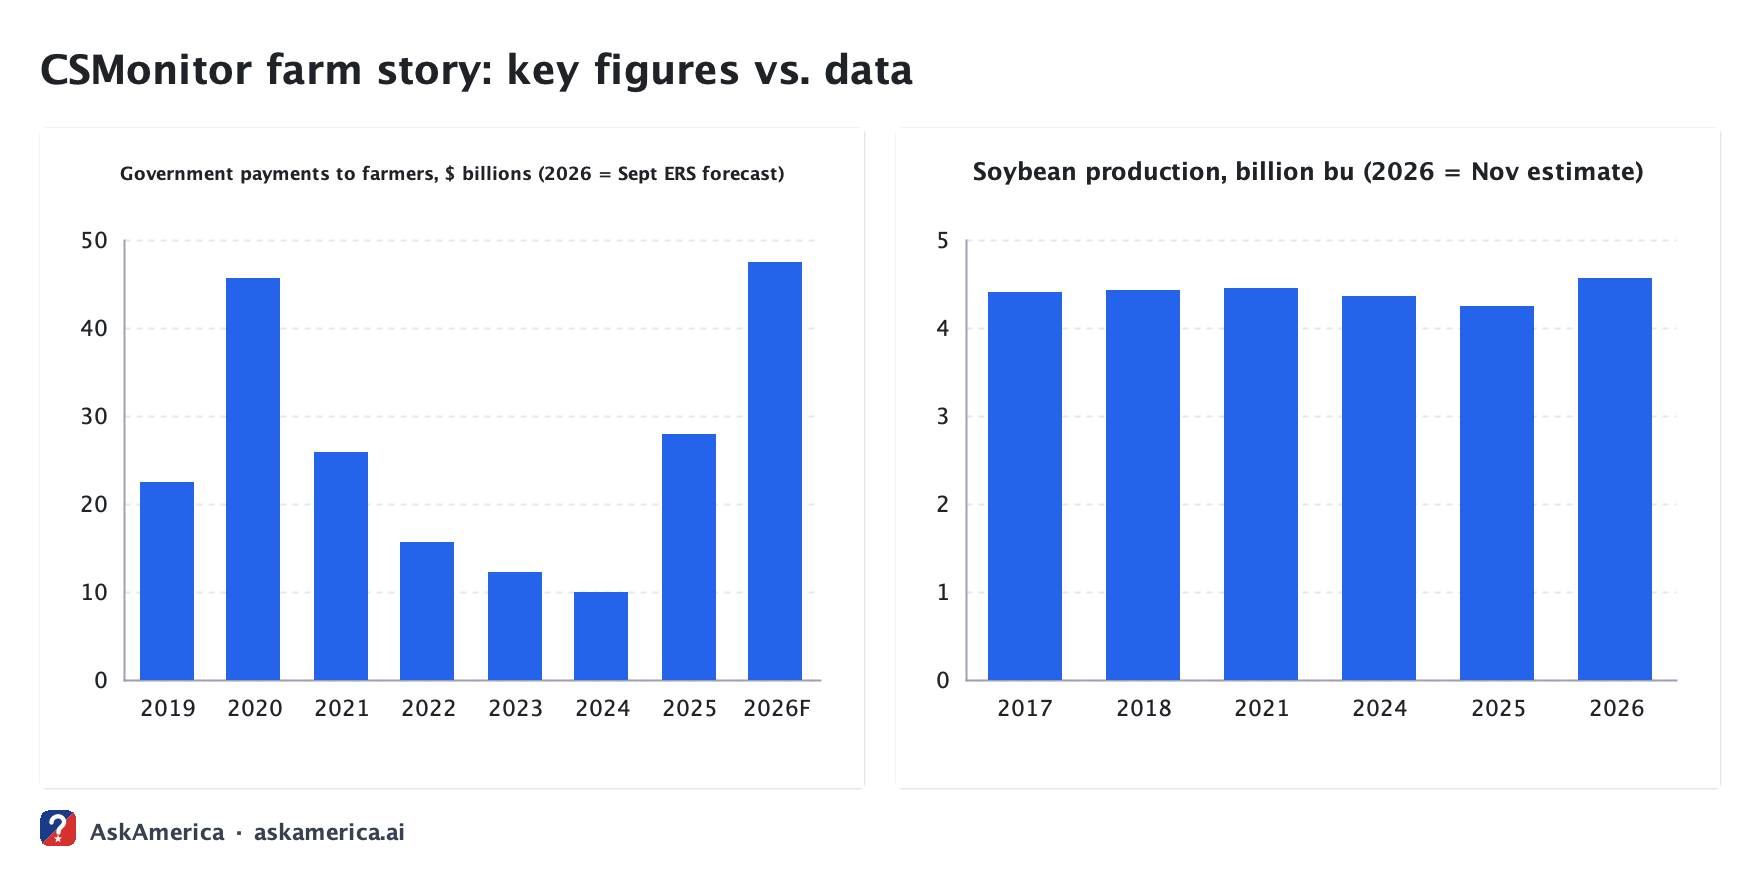 CSMonitor farm story: key figures vs. data
Government payments to farmers, $ billions (2026 = Sept ERS forecast)
50
40
30
20
10
0
2019 2020 2021 2022 2023 2024 2025 2026F
Soybean production, billion bu (2026 = Nov estimate)
5
4
3
2
1
0
2017 2018 2021 2024 2025 2026
?
AskAmerica · askamerica.ai